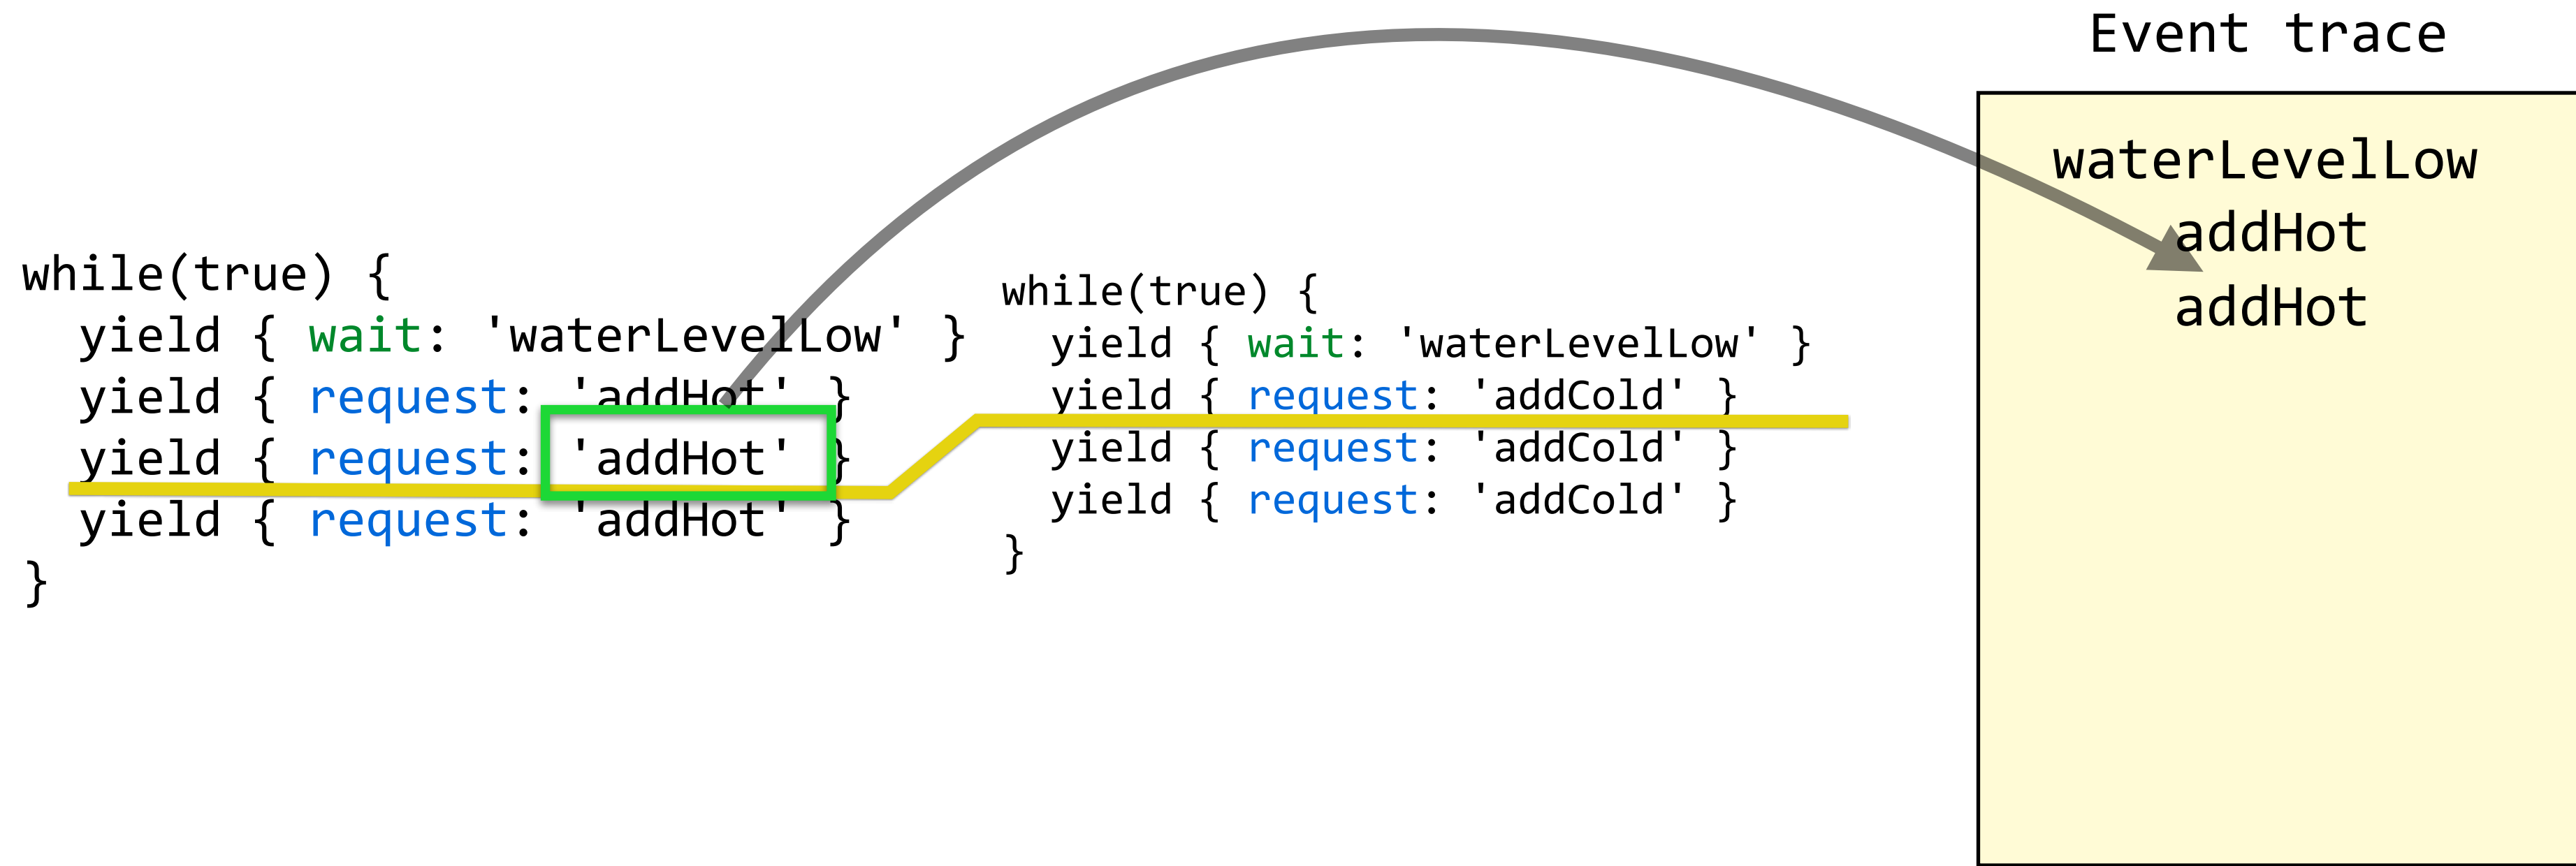 Event trace
while(true) {
  yield { wait: 'waterLevelLow' }
  yield { request: 'addHot' }
  yield { request: 'addHot' }
  yield { request: 'addHot' }
}
while(true) {
  yield { wait: 'waterLevelLow' }
  yield { request: 'addCold' }
  yield { request: 'addCold' }
  yield { request: 'addCold' }
}
waterLevelLow
addHot
addHot